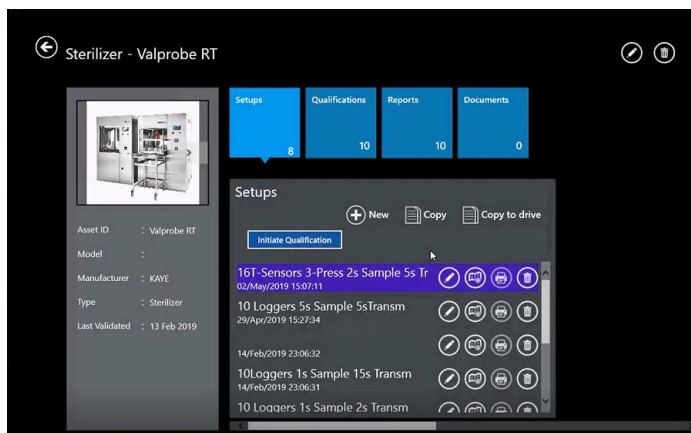 Sterilizer - Valprobe RT
Setups
8
Qualifications
10
Reports
10
Documents
0
Asset ID : Valprobe RT
Model :
Manufacturer : KAYE
Type : Sterilizer
Last Validated : 13 Feb 2019
Setups
New
Copy
Copy to drive
Initiate Qualification
16T-Sensors 3-Press 2s Sample 5s Tr
02/May/2019 15:07:11
10 Loggers 5s Sample 5sTransm
29/Apr/2019 15:27:34
14/Feb/2019 23:06:32
10Loggers 1s Sample 15s Transm
14/Feb/2019 23:06:31
10 Loggers 1s Sample 2s Transm